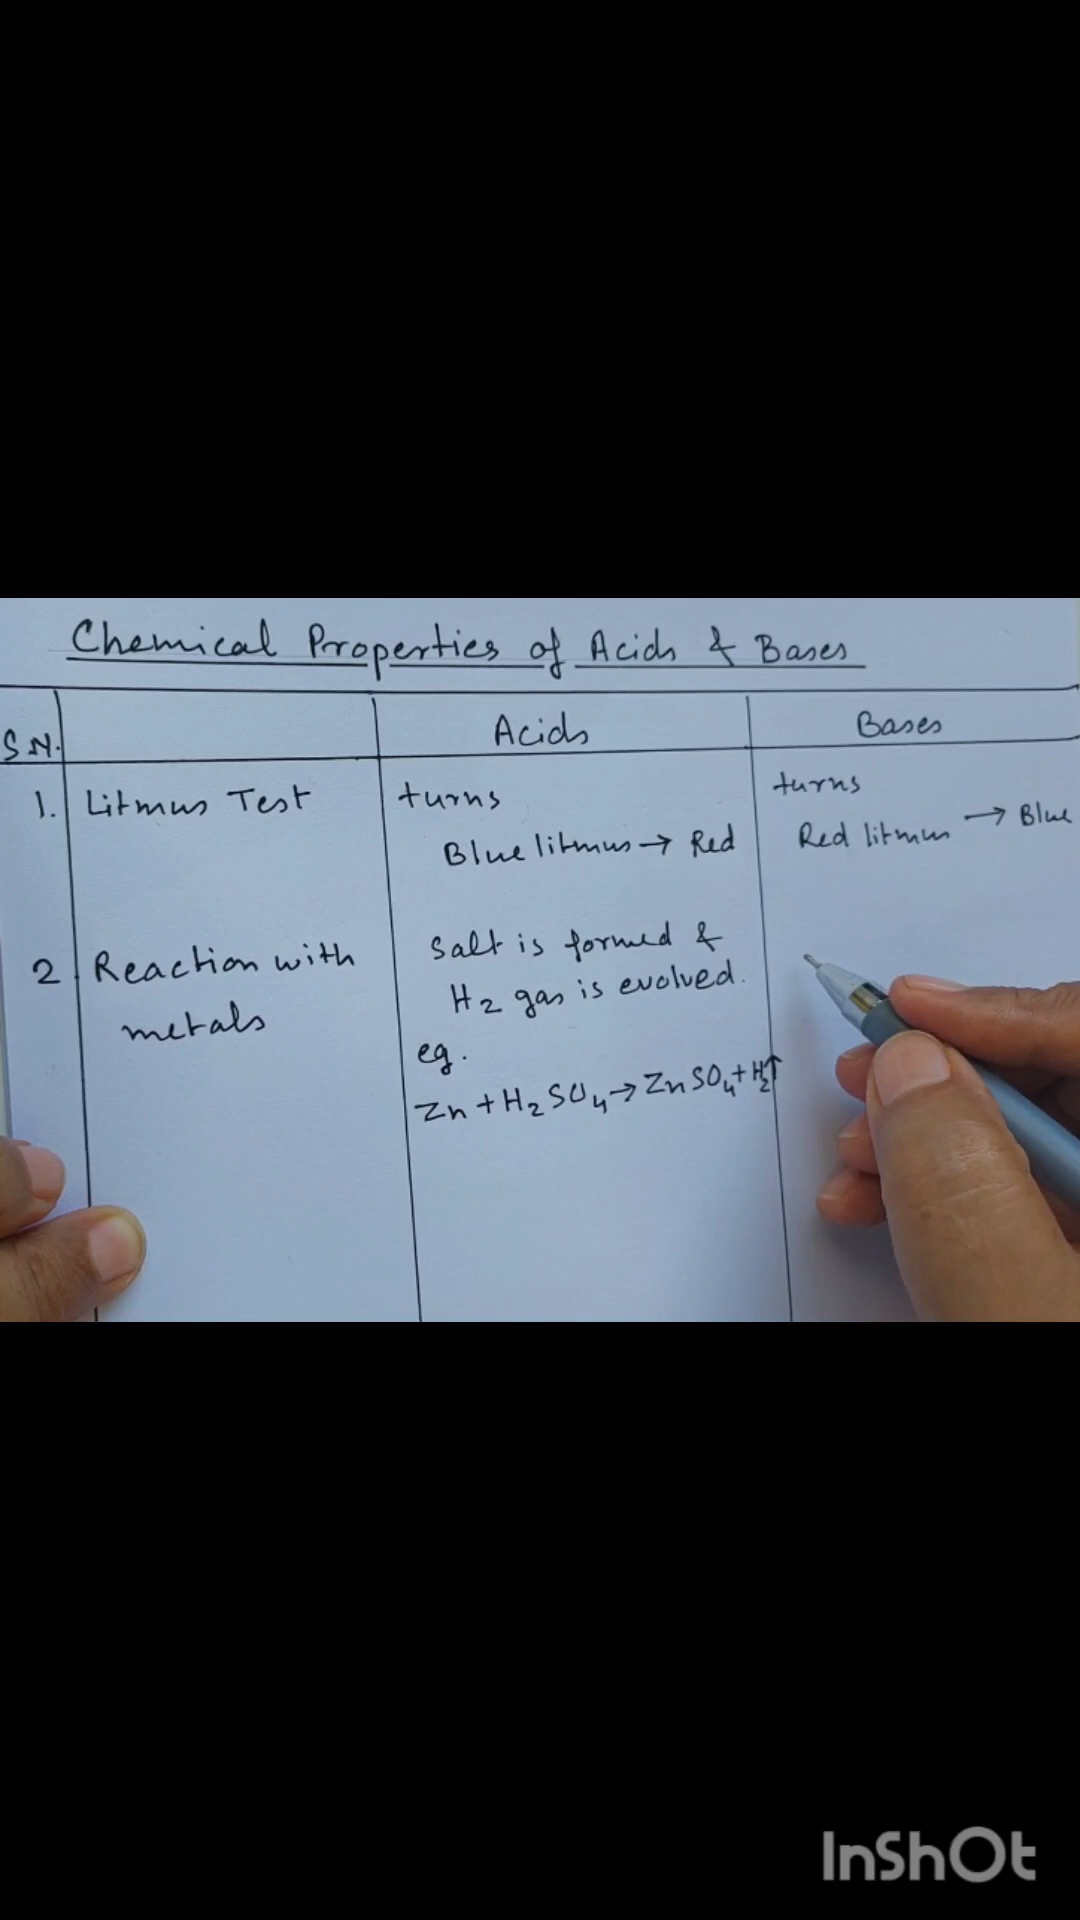 Chemical Properties of Acids & Bases
S.N. Acids Bases
1. Litmus Test turns turns
Blue litmus → Red Red litmus → Blue
2. Reaction with Salt is formed &
metals H₂ gas is evolved.
eg.
Zn + H₂SO₄ → ZnSO₄ + H₂↑
InShOt